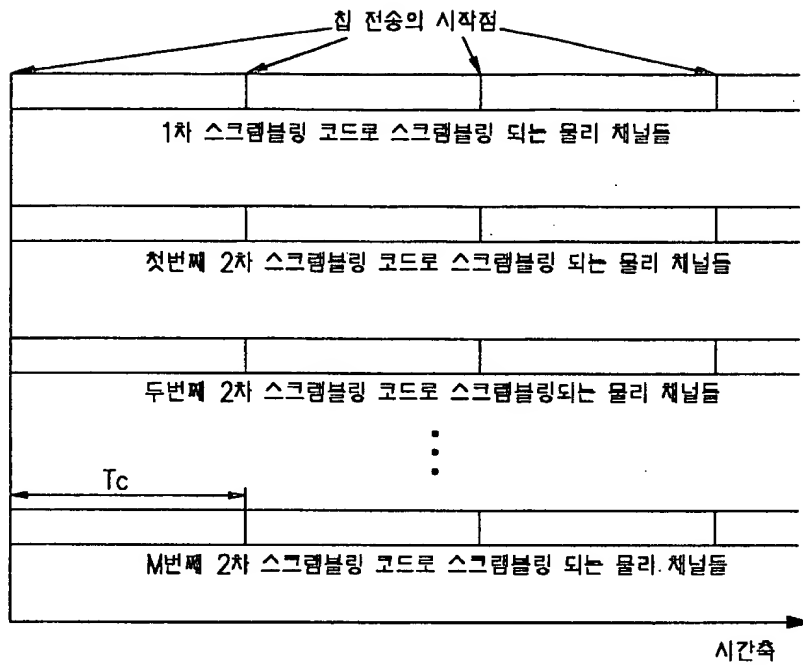 칩 전송의 시작점
1차 스크램블링 코드로 스크램블링 되는 물리 채널들
첫번째 2차 스크램블링 코드로 스크램블링 되는 물리 채널들
두번째 2차 스크램블링 코드로 스크램블링되는 물리 채널들
Tc
M번째 2차 스크램블링 코드로 스크램블링 되는 물리 채널들
시간축